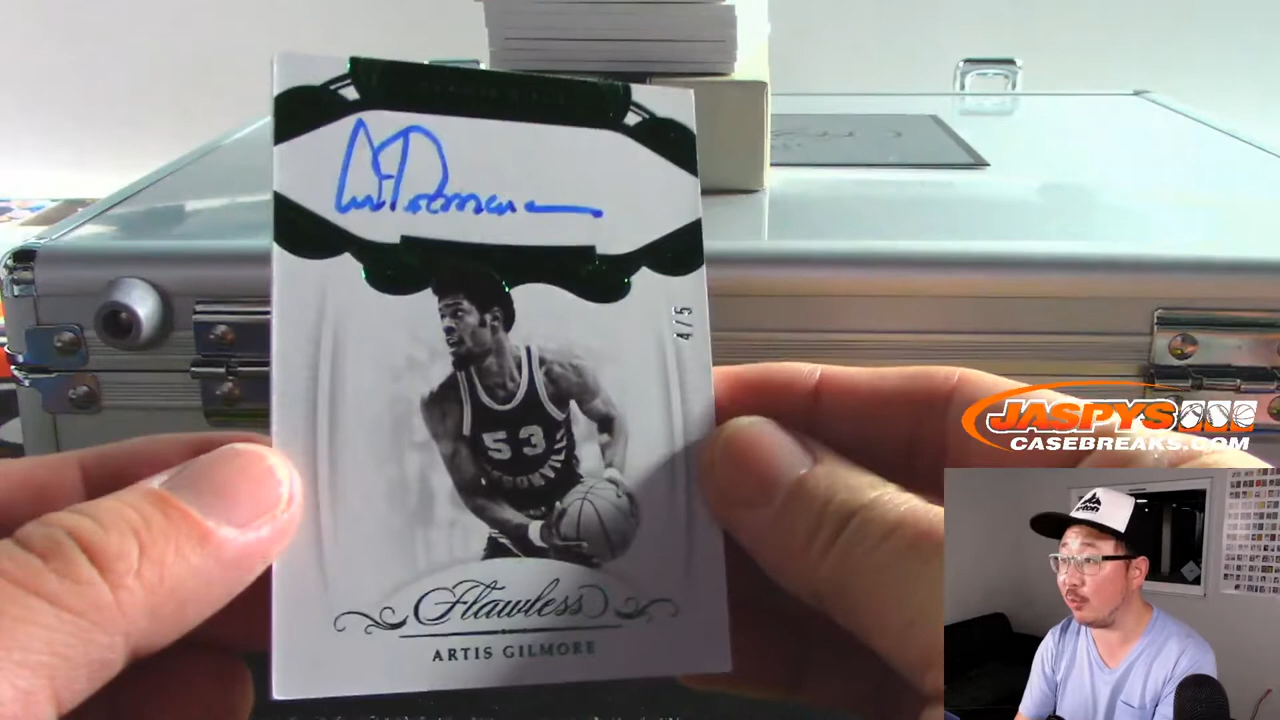 4/5
53
Flawless
ARTIS GILMORE
JASPYS
CASEBREAKS.COM